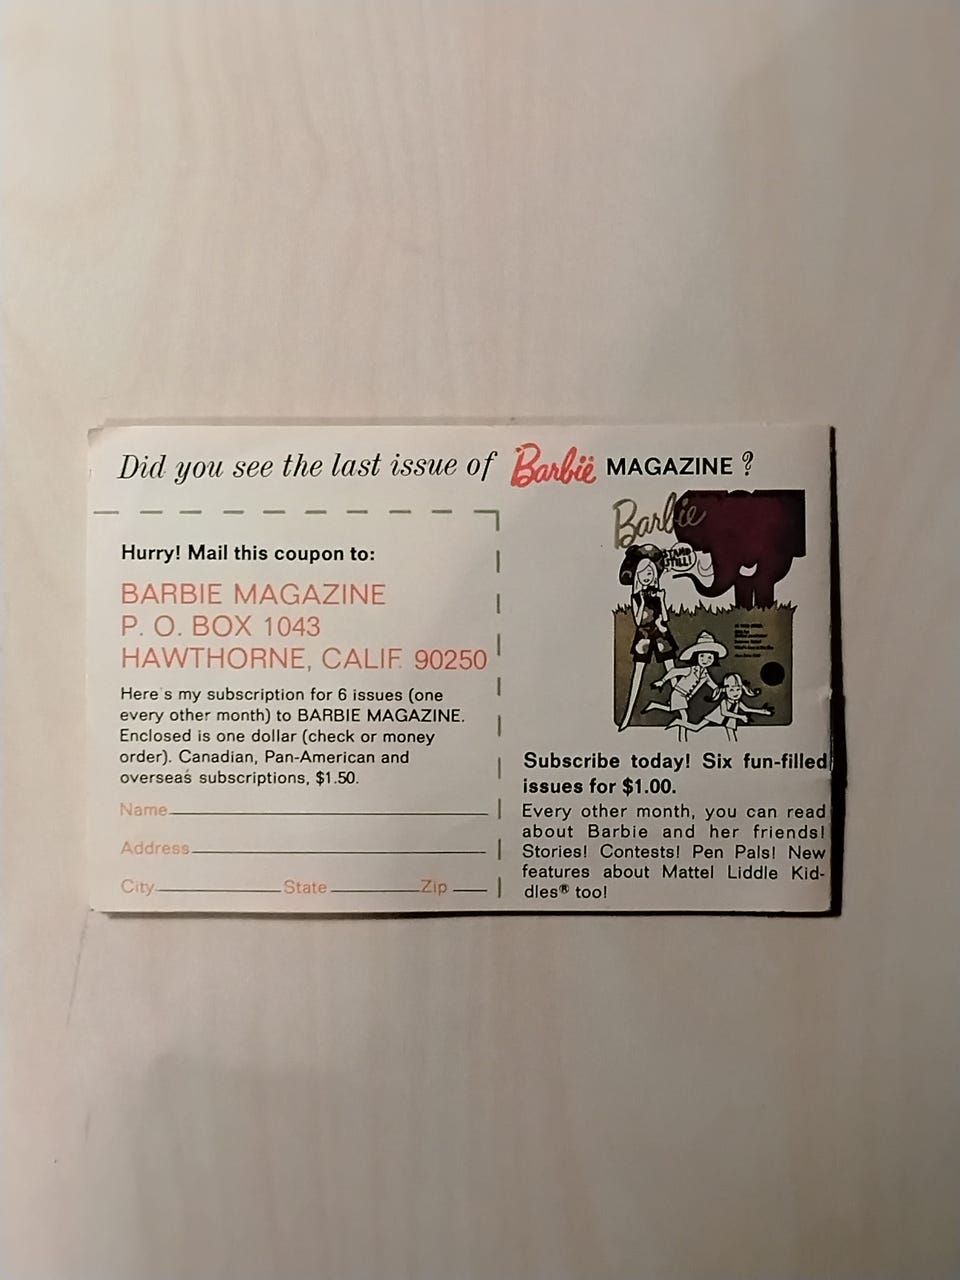 Did you see the last issue of Barbie MAGAZINE?
Hurry! Mail this coupon to:
BARBIE MAGAZINE
P. O. BOX 1043
HAWTHORNE, CALIF. 90250
Here's my subscription for 6 issues (one
every other month) to BARBIE MAGAZINE.
Enclosed is one dollar (check or money
order). Canadian, Pan-American and
overseas subscriptions, $1.50.
Name
Address
City State Zip
Barbie
STAND
STILL!
Subscribe today! Six fun-filled
issues for $1.00.
Every other month, you can read
about Barbie and her friends!
Stories! Contests! Pen Pals! New
features about Mattel Liddle Kid-
dles® too!